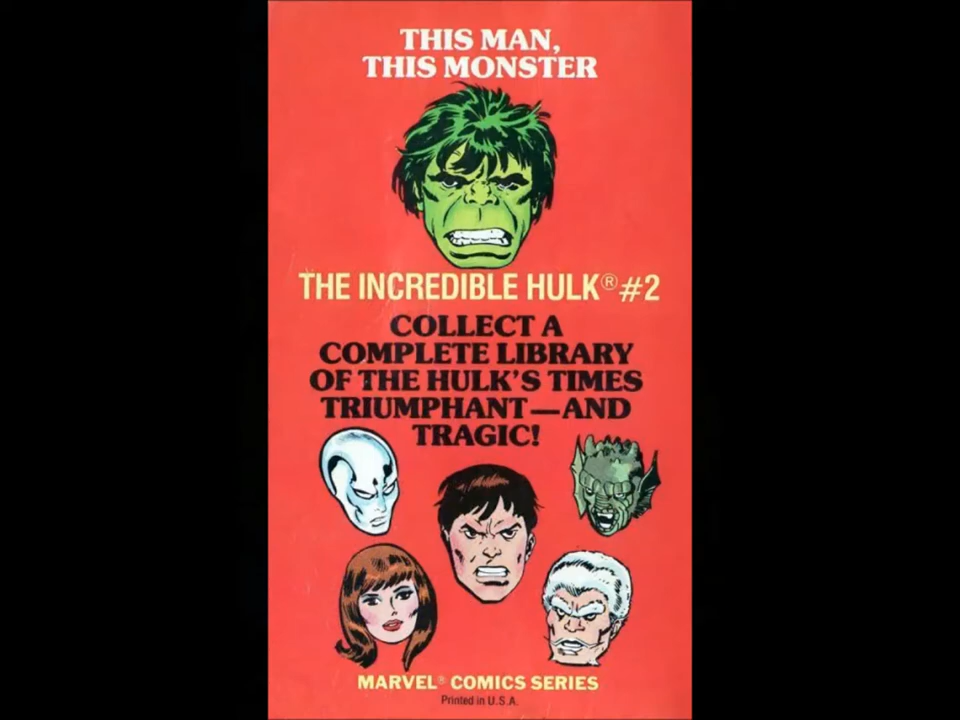 THIS MAN,
THIS MONSTER
THE INCREDIBLE HULK® #2
COLLECT A
COMPLETE LIBRARY
OF THE HULK'S TIMES
TRIUMPHANT—AND
TRAGIC!
MARVEL® COMICS SERIES
Printed in U.S.A.